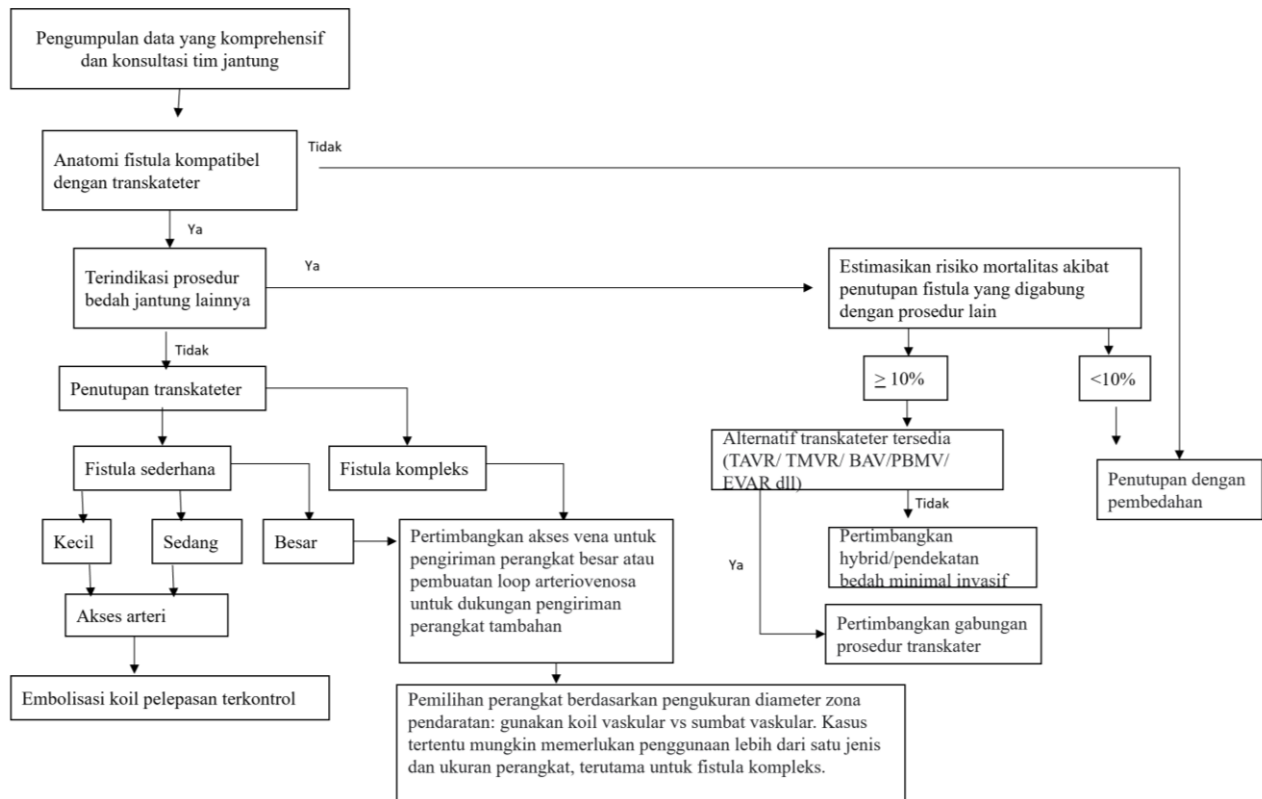 Pengumpulan data yang komprehensif
dan konsultasi tim jantung
Anatomi fistula kompatibel
dengan transkateter
Tidak
Ya
Terindikasi prosedur
bedah jantung lainnya
Ya
Estimasikan risiko mortalitas akibat
penutupan fistula yang digabung
dengan prosedur lain
Tidak
Penutupan transkateter
≥ 10%
<10%
Fistula sederhana
Fistula kompleks
Alternatif transkateter tersedia
(TAVR/ TMVR/ BAV/PBMV/
EVAR dll)
Penutupan dengan
pembedahan
Kecil
Sedang
Besar
Pertimbangkan akses vena untuk
pengiriman perangkat besar atau
pembuatan loop arteriovenosa
untuk dukungan pengiriman
perangkat tambahan
Tidak
Pertimbangkan
hybrid/pendekatan
bedah minimal invasif
Ya
Akses arteri
Pertimbangkan gabungan
prosedur transkater
Embolisasi koil pelepasan terkontrol
Pemilihan perangkat berdasarkan pengukuran diameter zona
pendaratan: gunakan koil vaskular vs sumbat vaskular. Kasus
tertentu mungkin memerlukan penggunaan lebih dari satu jenis
dan ukuran perangkat, terutama untuk fistula kompleks.